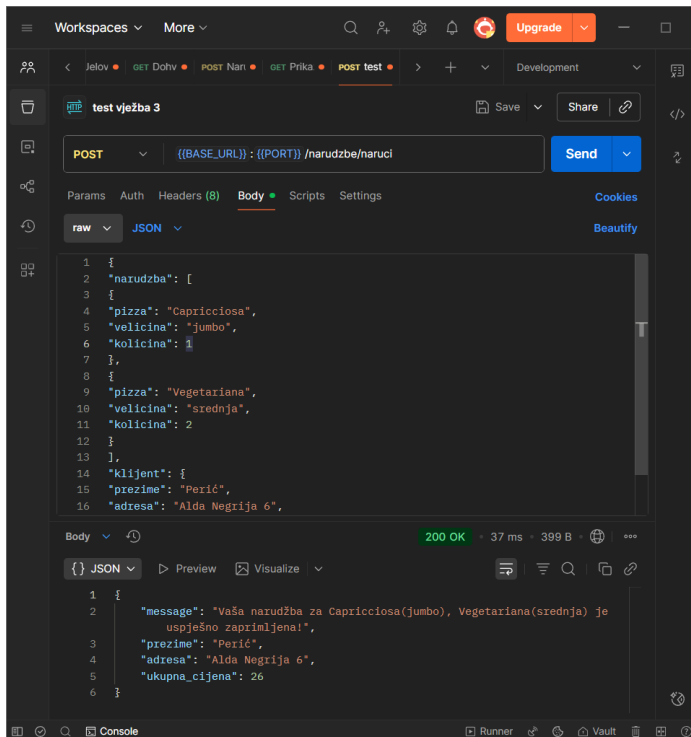 Workspaces More Upgrade
Jelov GET Dohv POST Naru GET Prika POST test Development
HTTP test vježba 3 Save Share
POST {{BASE_URL}} : {{PORT}} /narudzbe/naruci Send
Params Auth Headers (8) Body Scripts Settings Cookies
raw JSON Beautify
1 {
2 "narudzba": [
3 {
4 "pizza": "Capricciosa",
5 "velicina": "jumbo",
6 "kolicina": 1
7 },
8 {
9 "pizza": "Vegetariana",
10 "velicina": "srednja",
11 "kolicina": 2
12 }
13 ],
14 "klijent": {
15 "prezime": "Perić",
16 "adresa": "Alda Negrija 6",
Body 200 OK 37 ms 399 B
{} JSON Preview Visualize
1 {
2 "message": "Vaša narudžba za Capricciosa(jumbo), Vegetariana(srednja) je
uspješno zaprimljena!",
3 "prezime": "Perić",
4 "adresa": "Alda Negrija 6",
5 "ukupna_cijena": 26
6 }
Console Runner Vault